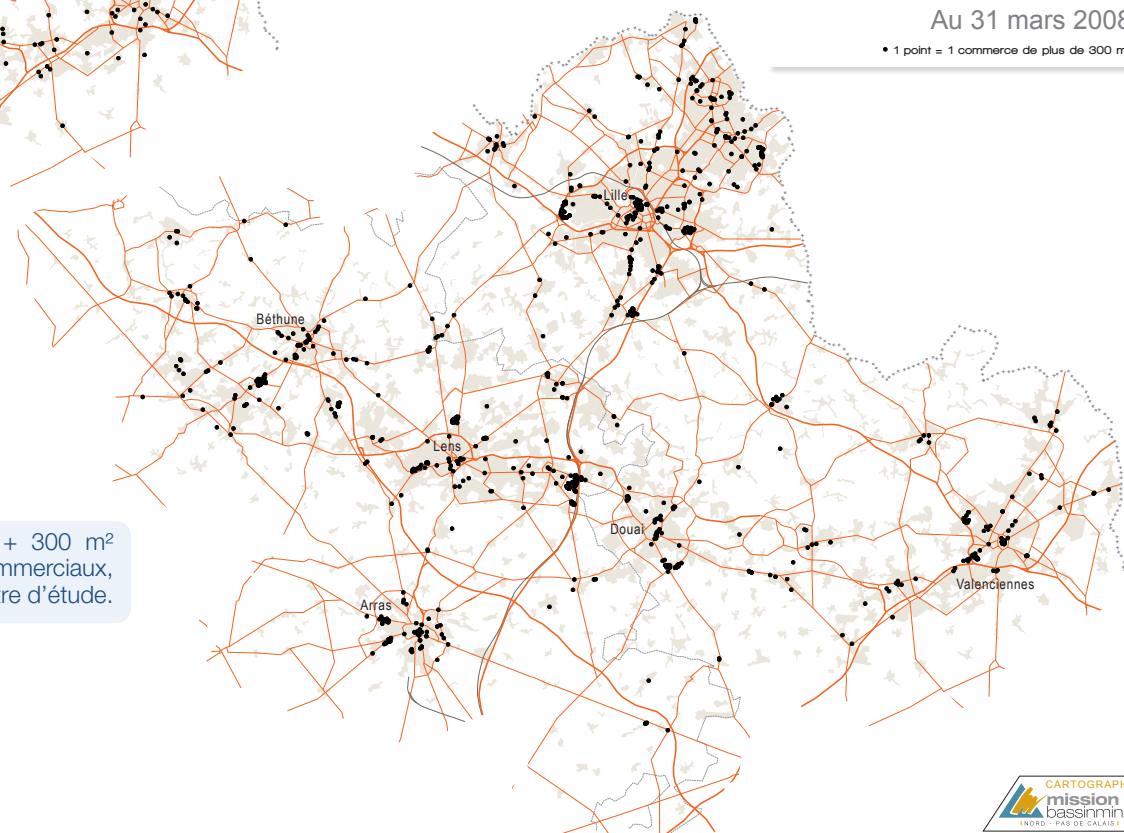 Au 31 mars 2008
• 1 point = 1 commerce de plus de 300 m
Lille
Béthune
Lens
Douai
+ 300 m²
mmerciaux,
tre d'étude.
Arras
Valenciennes
CARTOGRAPH
mission
bassinmin
NORD - PAS DE CALAIS